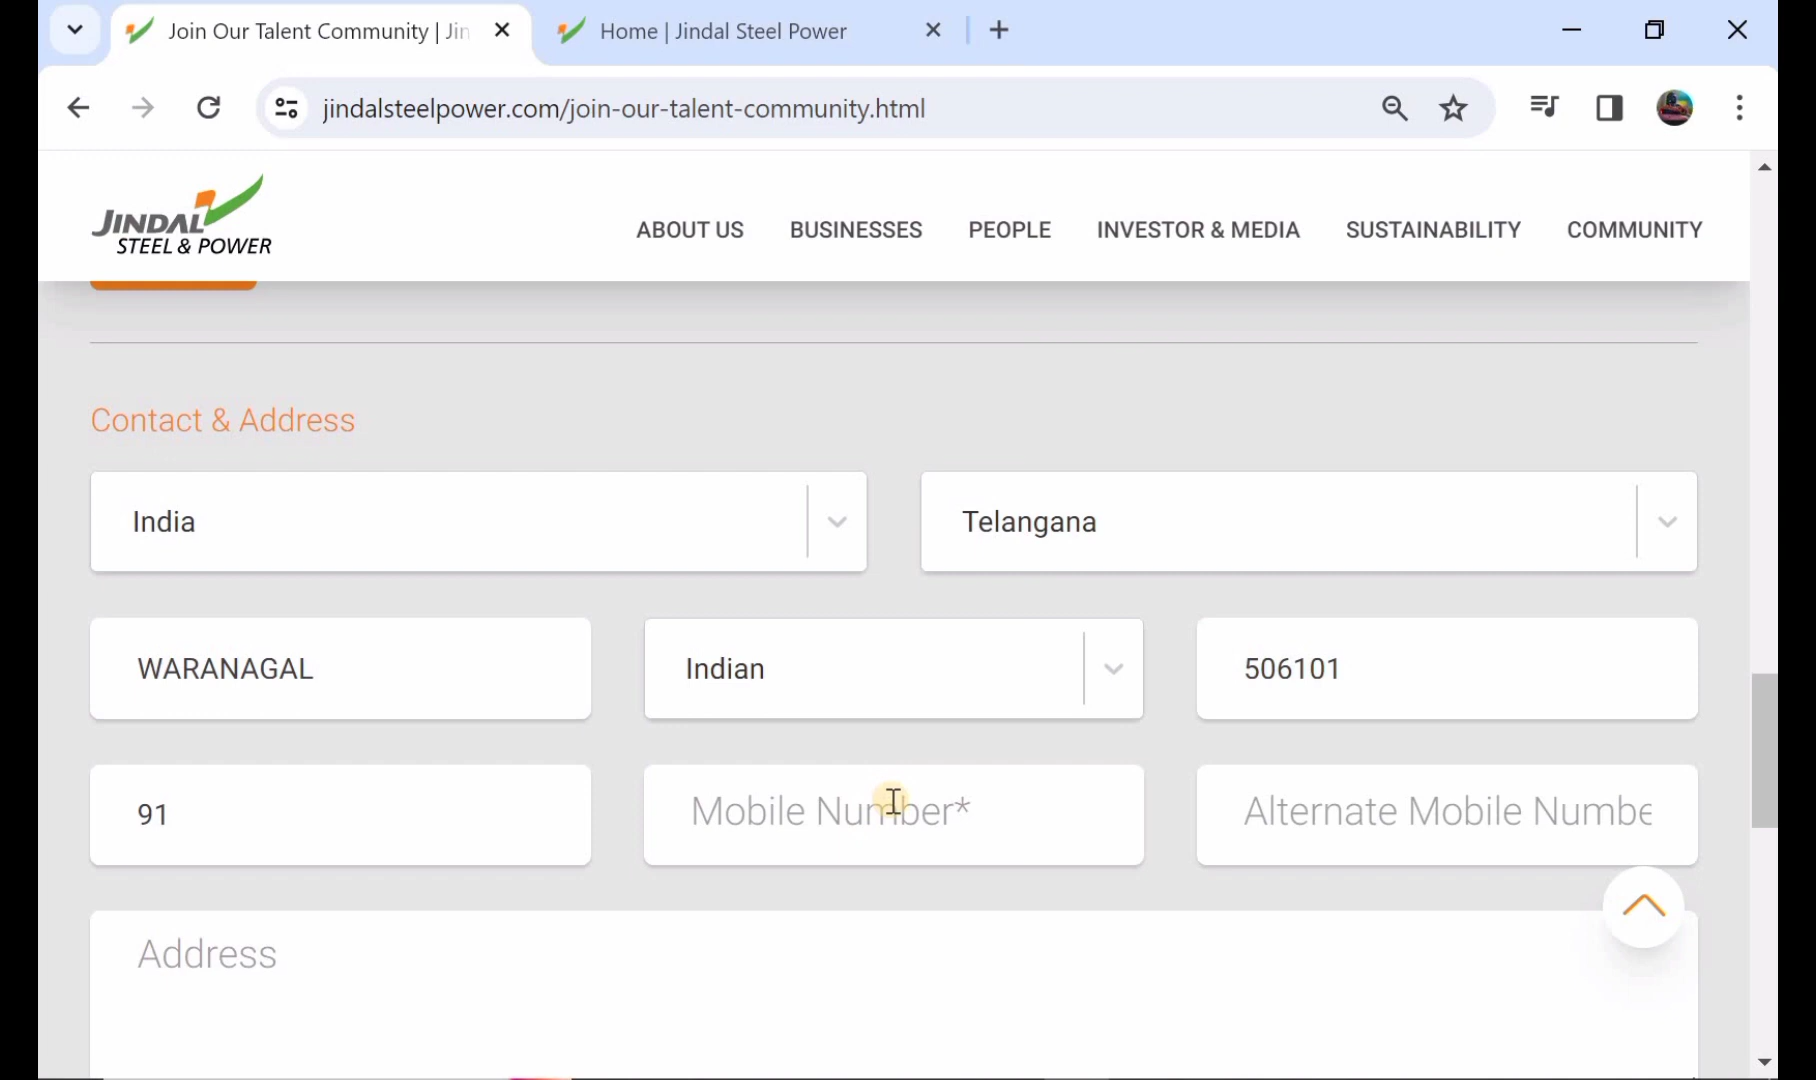 Join Our Talent Community | Jin
Home | Jindal Steel Power
jindalsteelpower.com/join-our-talent-community.html
JINDAL
STEEL & POWER
ABOUT US
BUSINESSES
PEOPLE
INVESTOR & MEDIA
SUSTAINABILITY
COMMUNITY
Contact & Address
India
Telangana
WARANAGAL
Indian
506101
91
Mobile Number*
Alternate Mobile Numbe
Address